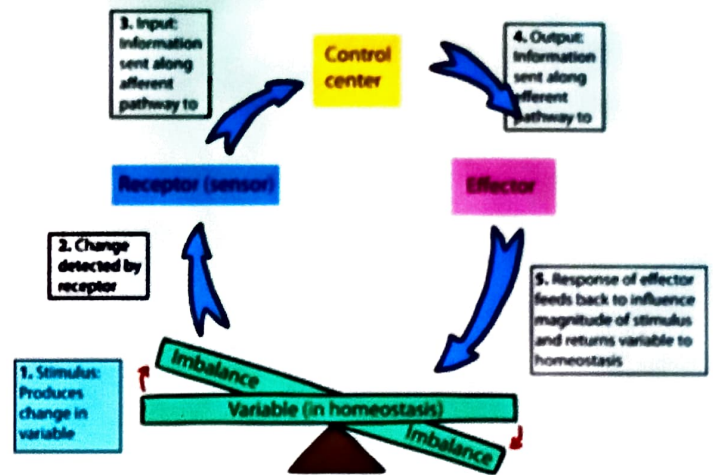 3. Input:
Information
sent along
afferent
pathway to
Control
center
4. Output:
Information
sent along
efferent
pathway to
Receptor (sensor)
Effector
2. Change
detected by
receptor
5. Response of effector
feeds back to influence
magnitude of stimulus
and returns variable to
homeostasis
1. Stimulus:
Produces
change in
variable
Imbalance
Variable (in homeostasis)
Imbalance